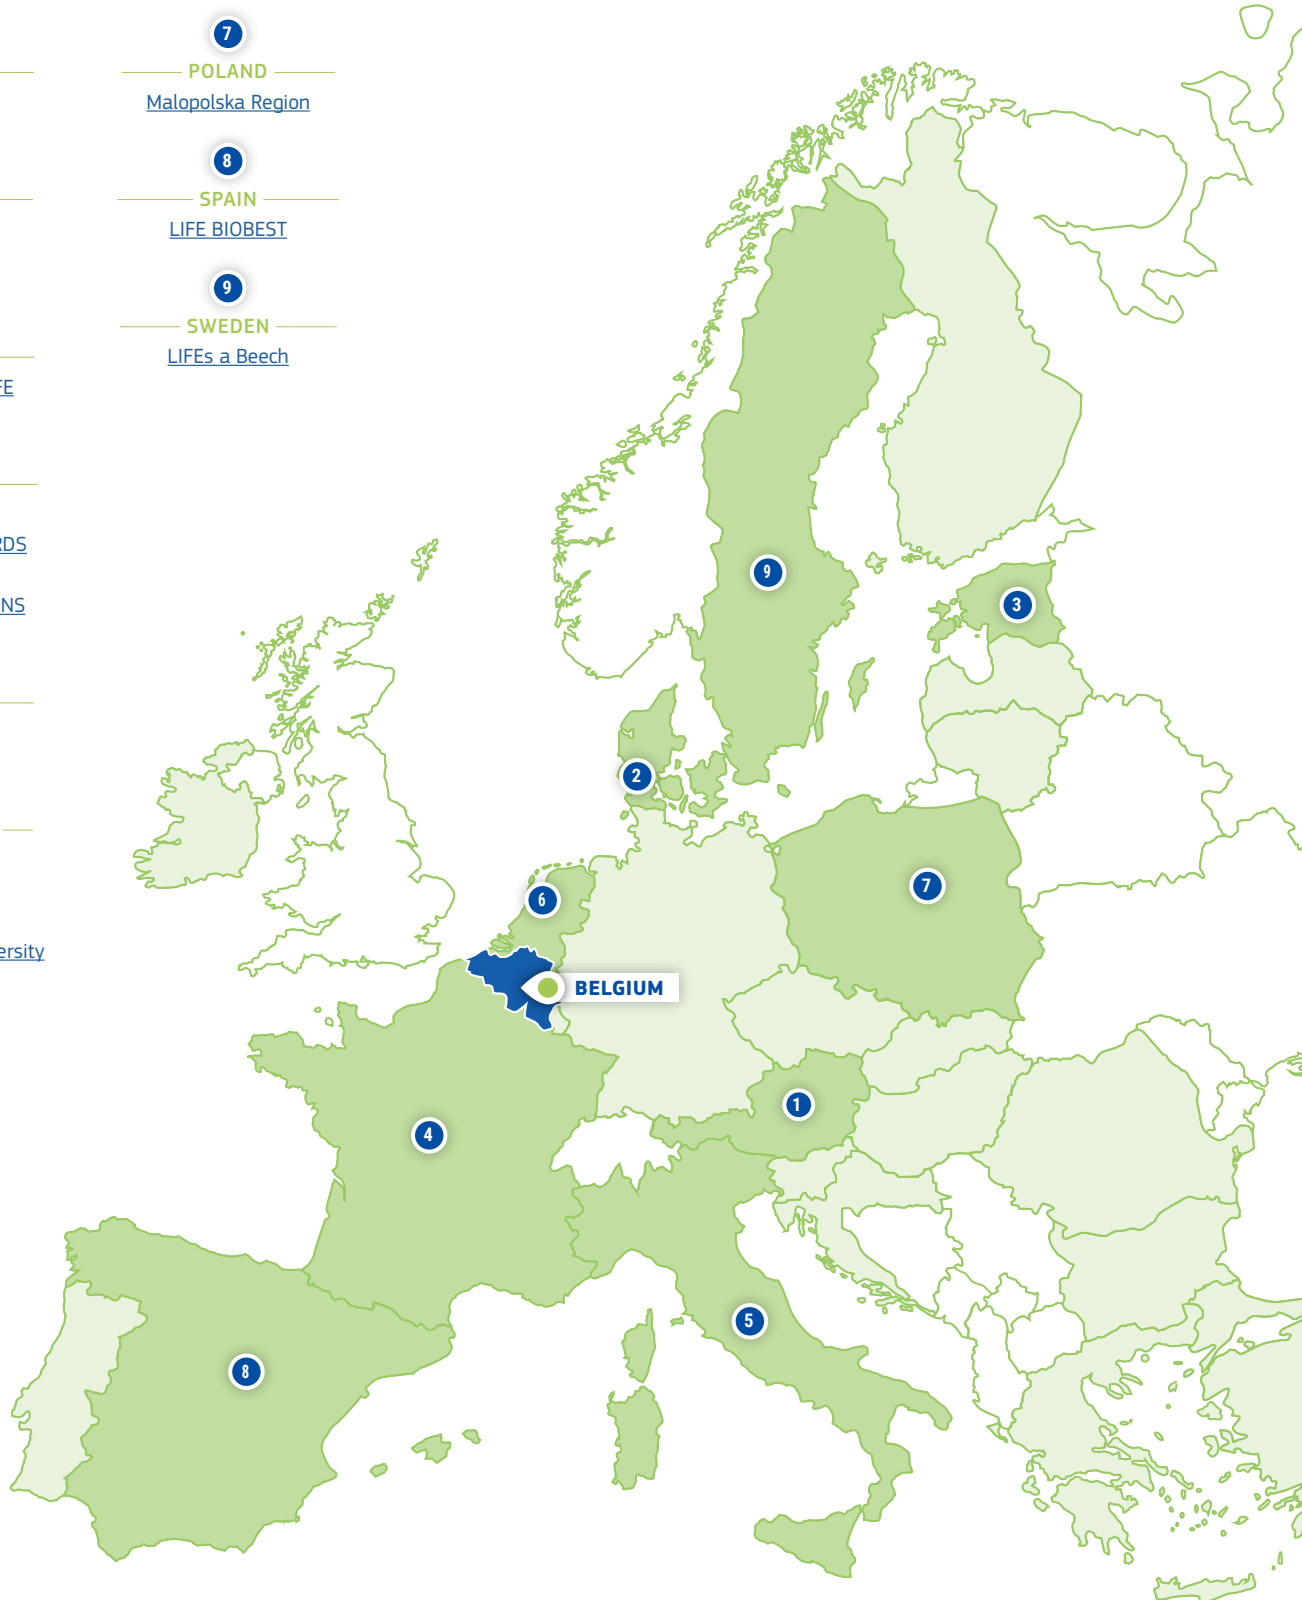 FE
RDS
NS
ersity
7
POLAND
Malopolska Region
8
SPAIN
LIFE BIOBEST
9
SWEDEN
LIFEs a Beech
9
3
2
7
6
BELGIUM
1
4
5
8